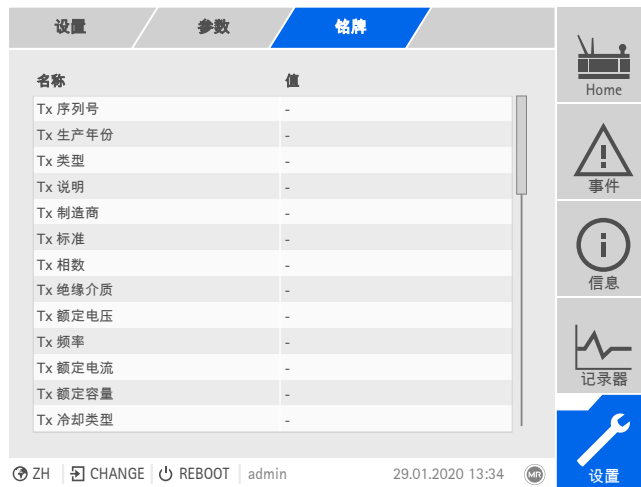 设置 参数 铭牌
名称 值
Tx 序列号 -
Tx 生产年份 -
Tx 类型 -
Tx 说明 -
Tx 制造商 -
Tx 标准 -
Tx 相数 -
Tx 绝缘介质 -
Tx 额定电压 -
Tx 频率 -
Tx 额定电流 -
Tx 额定容量 -
Tx 冷却类型 -
Home
事件
信息
记录器
设置
ZH CHANGE REBOOT admin 29.01.2020 13:34 MR